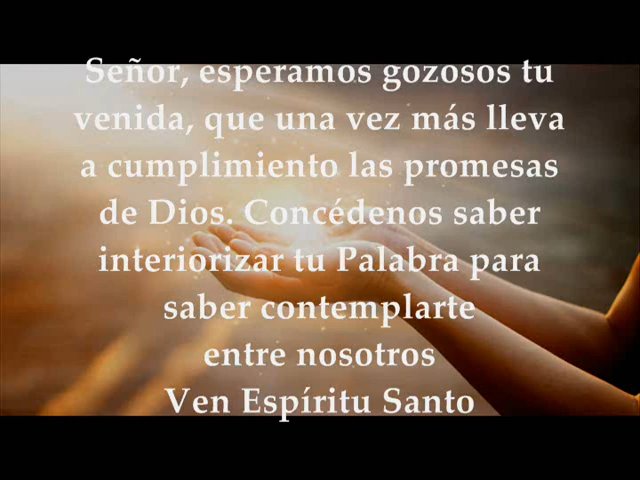 Señor, esperamos gozosos tu
venida, que una vez más lleva
a cumplimiento las promesas
de Dios. Concédenos saber
interiorizar tu Palabra para
saber contemplarte
entre nosotros
Ven Espíritu Santo